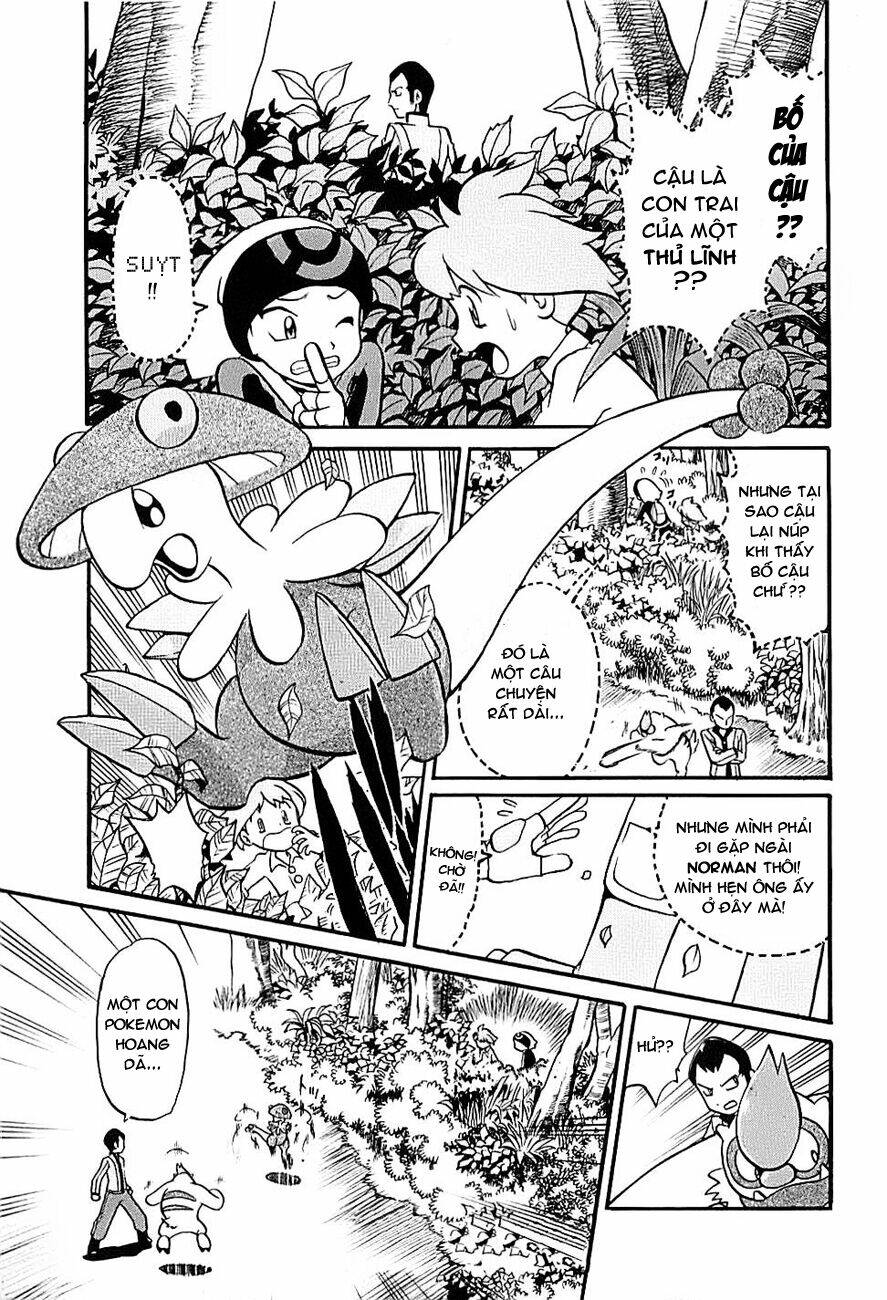 BỐ
CỦA
CẬU
??
CẬU LÀ
CON TRAI
CỦA MỘT
THỦ LĨNH
??
SUỴT
!!
NHƯNG TẠI
SAO CẬU
LẠI NÚP
KHI THẤY
BỐ CẬU
CHƯ ??
ĐÓ LÀ
MỘT CÂU
CHUYỆN
RẤT DÀI...
NHƯNG MÌNH PHẢI
ĐI GẶP NGÀI
NORMAN THÔI!
MÌNH HẸN ÔNG ẤY
Ở ĐÂY MÀ!
KHÔNG!
CHỜ
ĐÃ!!
HỬ??
MỘT CON
POKEMON
HOANG
DÃ...